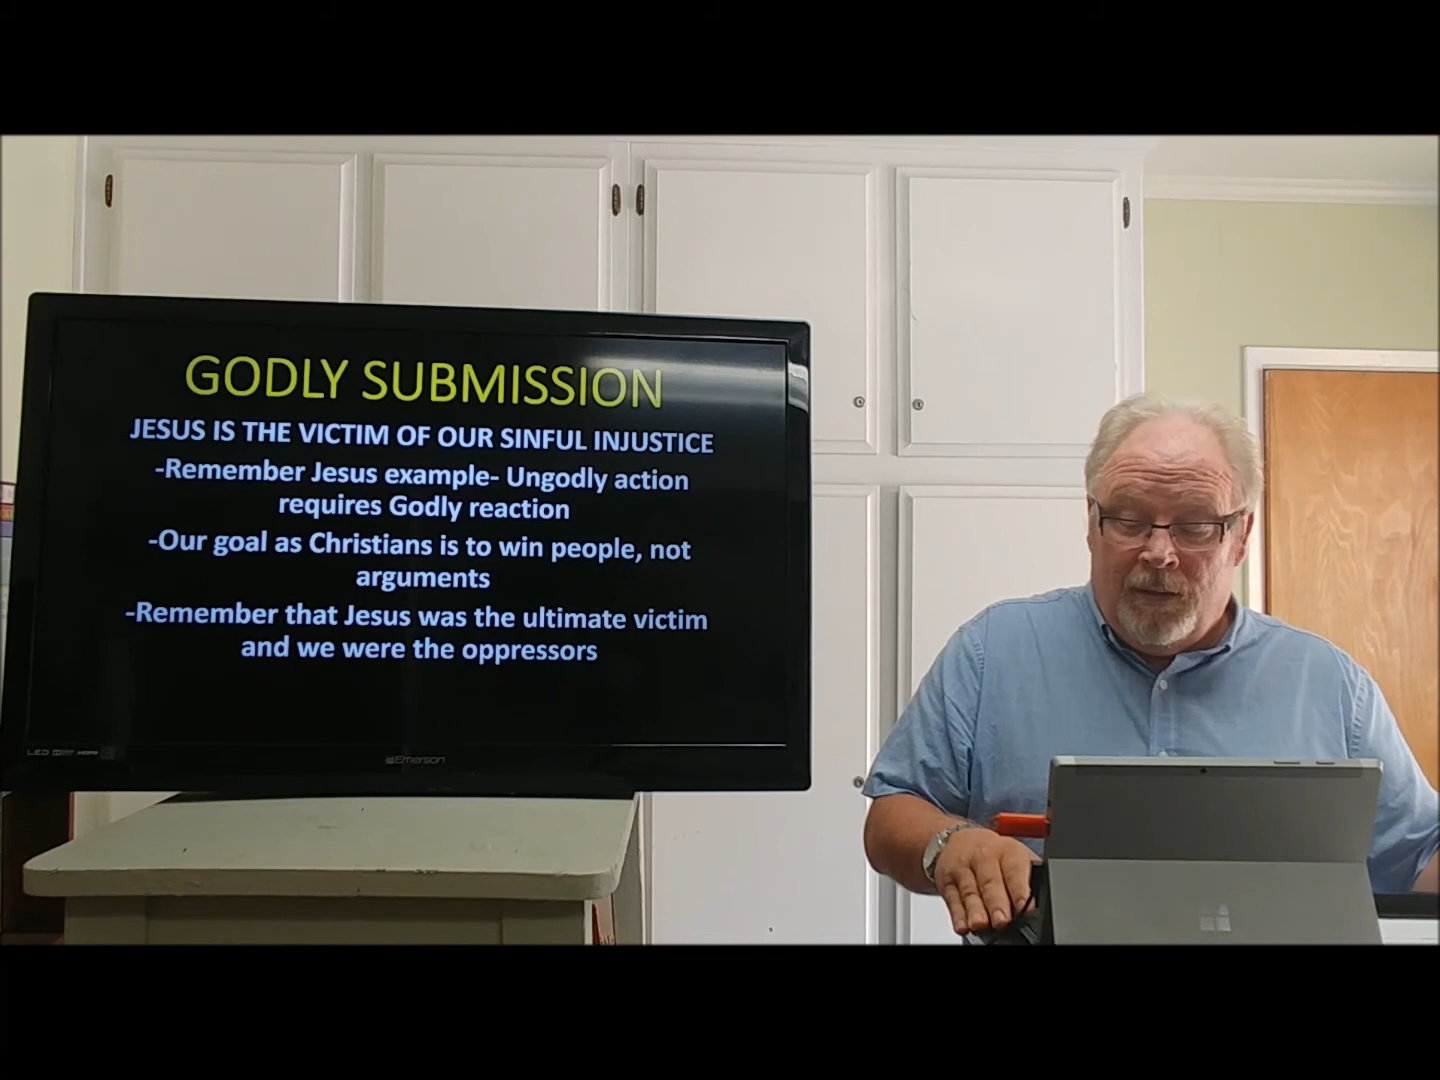 GODLY SUBMISSION
JESUS IS THE VICTIM OF OUR SINFUL INJUSTICE
-Remember Jesus example- Ungodly action
requires Godly reaction
-Our goal as Christians is to win people, not
arguments
-Remember that Jesus was the ultimate victim
and we were the oppressors
LED HDMI
Emerson